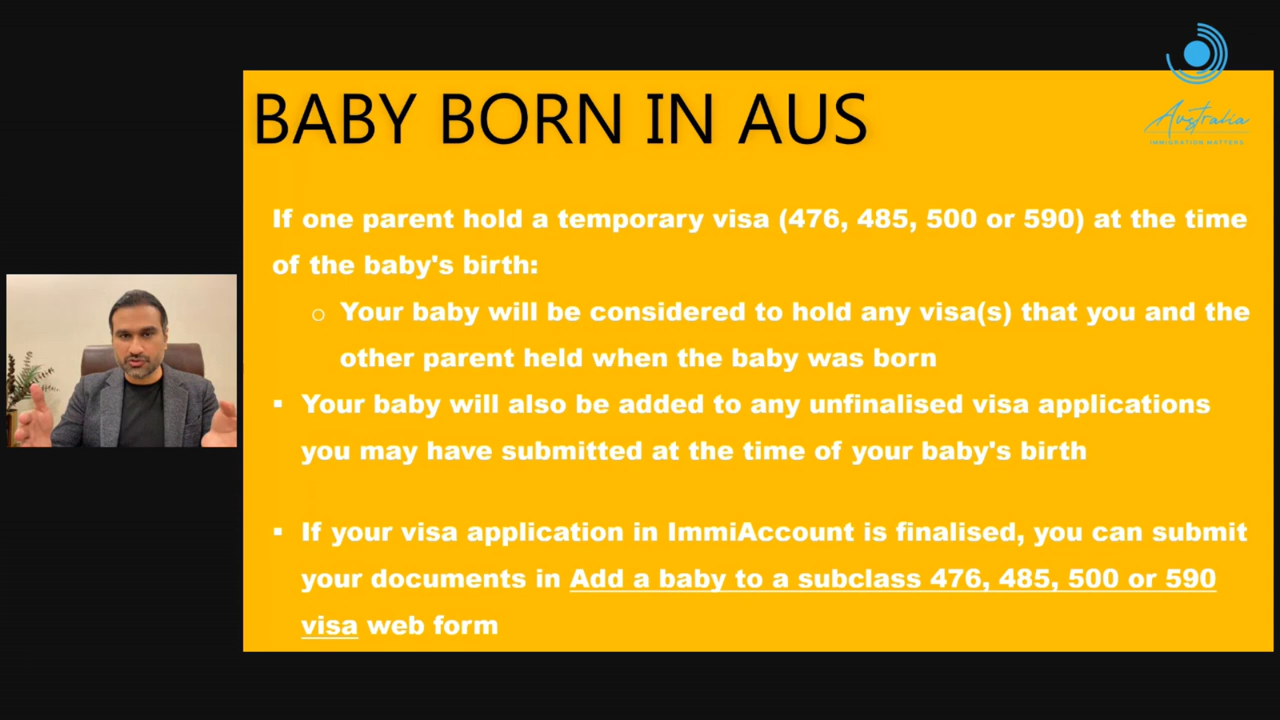 BABY BORN IN AUS
Australia
IMMIGRATION MATTERS
If one parent hold a temporary visa (476, 485, 500 or 590) at the time
of the baby's birth:
Your baby will be considered to hold any visa(s) that you and the
other parent held when the baby was born
Your baby will also be added to any unfinalised visa applications
you may have submitted at the time of your baby's birth
If your visa application in ImmiAccount is finalised, you can submit
your documents in Add a baby to a subclass 476, 485, 500 or 590
visa web form